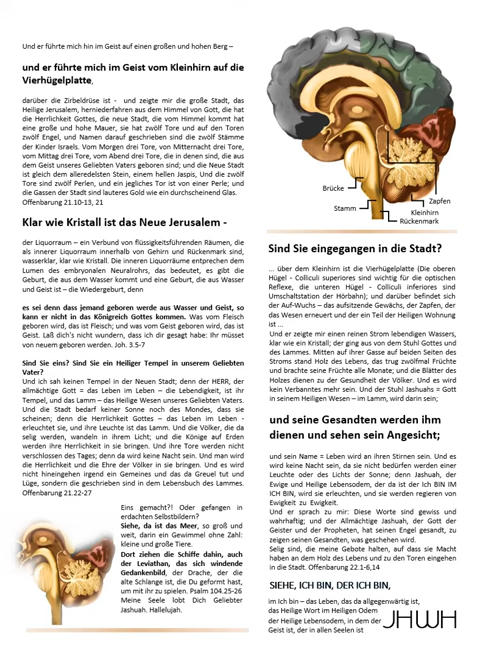 Und er führte mich hin im Geist auf einen großen und hohen Berg –
und er führte mich im Geist vom Kleinhirn auf die
Vierhügelplatte,
darüber die Zirbeldrüse ist - und zeigte mir die große Stadt, das
Heilige Jerusalem, herniederfahren aus dem Himmel von Gott, die hat
die Herrlichkeit Gottes, die neue Stadt, die vom Himmel kommt hat
eine große und hohe Mauer, sie hat zwölf Tore und auf den Toren
zwölf Engel, und Namen darauf geschrieben sind die zwölf Stämme
der Kinder Israels. Vom Morgen drei Tore, von Mitternacht drei Tore,
vom Mittag drei Tore, vom Abend drei Tore, die in denen sind, die aus
dem Geist unseres Geliebten Vaters geboren sind; und die Neue Stadt
ist gleich dem alleredelsten Stein, einem hellen Jaspis, Und die zwölf
Tore sind zwölf Perlen, und ein jegliches Tor ist von einer Perle; und
die Gassen der Stadt sind lauteres Gold wie ein durchscheinend Glas.
Offenbarung 21.10-13, 21
Klar wie Kristall ist das Neue Jerusalem -
der Liquorraum – ein Verbund von flüssigkeitsführenden Räumen, die
als innerer Liquorraum innerhalb von Gehirn und Rückenmark sind,
wasserklar, klar wie Kristall. Die inneren Liquorräume entsprechen dem
Lumen des embryonalen Neuralrohrs, das bedeutet, es gibt die
Geburt, die aus dem Wasser kommt und eine Geburt, die aus Wasser
und Geist ist – die Wiedergeburt, denn
es sei denn dass jemand geboren werde aus Wasser und Geist, so
kann er nicht in das Königreich Gottes kommen. Was vom Fleisch
geboren wird, das ist Fleisch; und was vom Geist geboren wird, das ist
Geist. Laß dich's nicht wundern, dass ich dir gesagt habe: Ihr müsset
von neuem geboren werden. Joh. 3.5-7
Sind Sie eins? Sind Sie ein Heiliger Tempel in unserem Geliebten
Vater?
Und ich sah keinen Tempel in der Neuen Stadt; denn der HERR, der
allmächtige Gott = das Leben im Leben – die Lebendigkeit, ist ihr
Tempel, und das Lamm – das Heilige Wesen unseres Geliebten Vaters.
Und die Stadt bedarf keiner Sonne noch des Mondes, dass sie
scheinen; denn die Herrlichkeit Gottes – das Leben im Leben -
erleuchtet sie, und ihre Leuchte ist das Lamm. Und die Völker, die da
selig werden, wandeln in ihrem Licht; und die Könige auf Erden
werden ihre Herrlichkeit in sie bringen. Und ihre Tore werden nicht
verschlossen des Tages; denn da wird keine Nacht sein. Und man wird
die Herrlichkeit und die Ehre der Völker in sie bringen. Und es wird
nicht hineingehen irgend ein Gemeines und das da Greuel tut und
Lüge, sondern die geschrieben sind in dem Lebensbuch des Lammes.
Offenbarung 21.22-27
Eins gemacht?! Oder gefangen in
erdachten Selbstbildern?
Siehe, da ist das Meer, so groß und
weit, darin ein Gewimmel ohne Zahl:
kleine und große Tiere.
Dort ziehen die Schiffe dahin, auch
der Leviathan, das sich windende
Gedankenbild, der Drache, der die
alte Schlange ist, die Du geformt hast,
um mit ihr zu spielen. Psalm 104.25-26
Meine Seele lobt Dich Geliebter
Jashuah. Hallelujah.
Brücke
Stamm
Zapfen
Kleinhirn
Rückenmark
Sind Sie eingegangen in die Stadt?
... über dem Kleinhirn ist die Vierhügelplatte (Die oberen
Hügel - Colliculi superiores sind wichtig für die optischen
Reflexe, die unteren Hügel - Colliculi inferiores sind
Umschaltstation der Hörbahn); und darüber befindet sich
der Auf-Wuchs – das aufsitzende Gewächs, der Zapfen, der
das Wesen erneuert und der ein Teil der Heiligen Wohnung
ist ...
Und er zeigte mir einen reinen Strom lebendigen Wassers,
klar wie ein Kristall; der ging aus von dem Stuhl Gottes und
des Lammes. Mitten auf ihrer Gasse auf beiden Seiten des
Stroms stand Holz des Lebens, das trug zwölfmal Früchte
und brachte seine Früchte alle Monate; und die Blätter des
Holzes dienen zu der Gesundheit der Völker. Und es wird
kein Verbanntes mehr sein. Und der Stuhl Jashuahs = Gott
in seinem Heiligen Wesen – im Lamm, wird darin sein;
und seine Gesandten werden ihm
dienen und sehen sein Angesicht;
und sein Name = Leben wird an ihren Stirnen sein. Und es
wird keine Nacht sein, da sie nicht bedürfen werden einer
Leuchte oder des Lichts der Sonne; denn Jashuah, der
Ewige und Heilige Lebensodem, der da ist der Ich BIN IM
ICH BIN, wird sie erleuchten, und sie werden regieren von
Ewigkeit zu Ewigkeit.
Und er sprach zu mir: Diese Worte sind gewiss und
wahrhaftig; und der Allmächtige Jashuah, der Gott der
Geister und der Propheten, hat seinen Engel gesandt, zu
zeigen seinen Gesandten, was geschehen wird.
Selig sind, die meine Gebote halten, auf dass sie Macht
haben an dem Holz des Lebens und zu den Toren eingehen
in die Stadt. Offenbarung 22.1-6,14
SIEHE, ICH BIN, DER ICH BIN,
im Ich bin – das Leben, das da allgegenwärtig ist,
das Heilige Wort im Heiligen Odem
der Heilige Lebensodem, in dem der
Geist ist, der in allen Seelen ist
JHWH